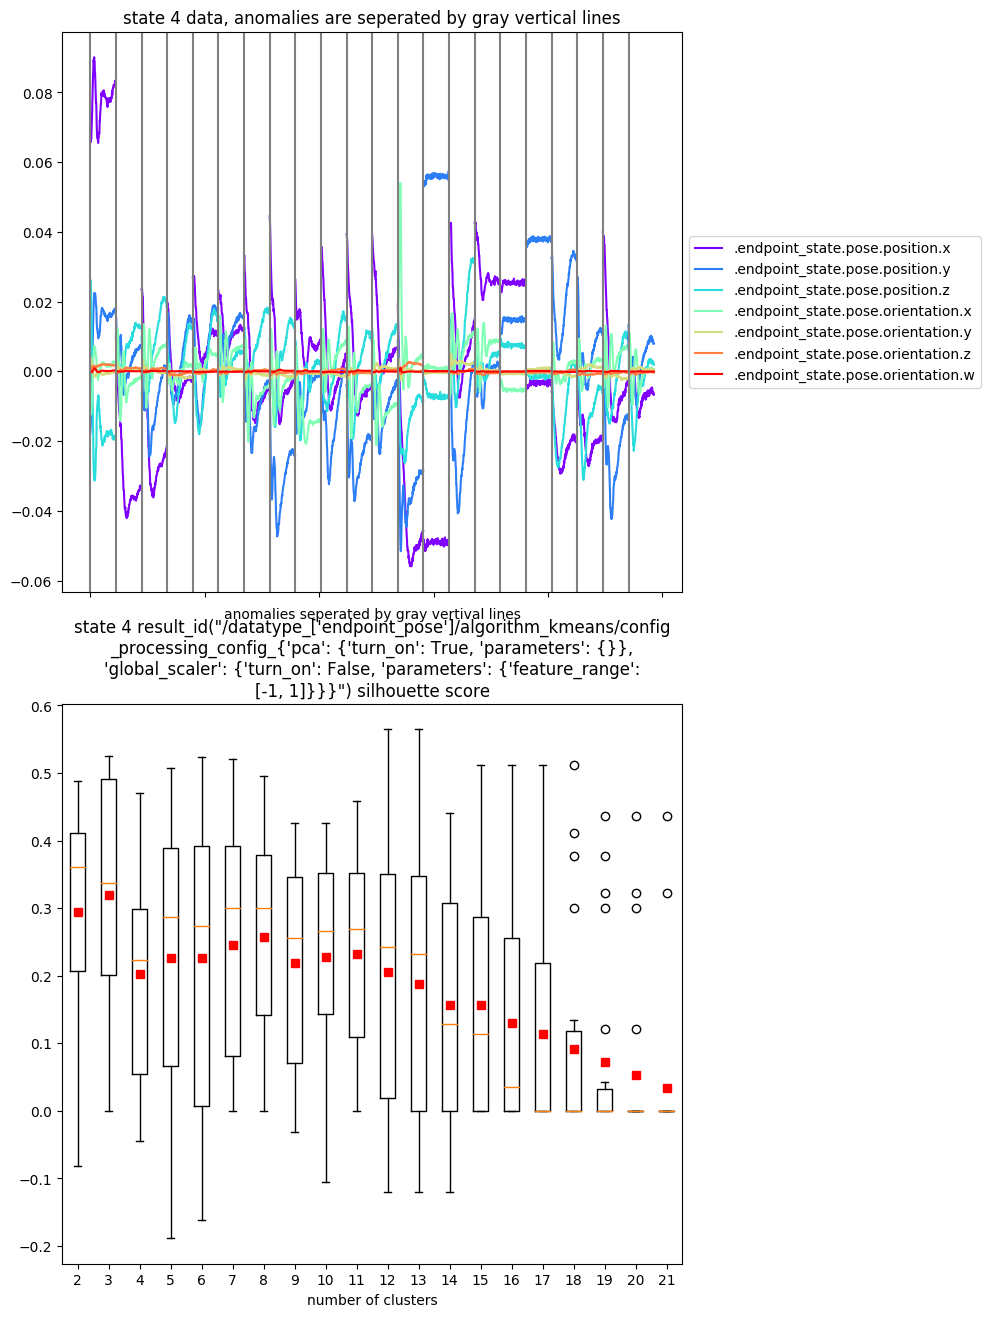 state 4 data, anomalies are seperated by gray vertical lines
0.08
0.06
0.04
0.02
0.00
−0.02
−0.04
−0.06
.endpoint_state.pose.position.x
.endpoint_state.pose.position.y
.endpoint_state.pose.position.z
.endpoint_state.pose.orientation.x
.endpoint_state.pose.orientation.y
.endpoint_state.pose.orientation.z
.endpoint_state.pose.orientation.w
anomalies seperated by gray vertival lines
state 4 result_id("/datatype_['endpoint_pose']/algorithm_kmeans/config
_processing_config_{'pca': {'turn_on': True, 'parameters': {}},
'global_scaler': {'turn_on': False, 'parameters': {'feature_range':
[-1, 1]}}}") silhouette score
0.6
0.5
0.4
0.3
0.2
0.1
0.0
−0.1
−0.2
2 3 4 5 6 7 8 9 10 11 12 13 14 15 16 17 18 19 20 21
number of clusters